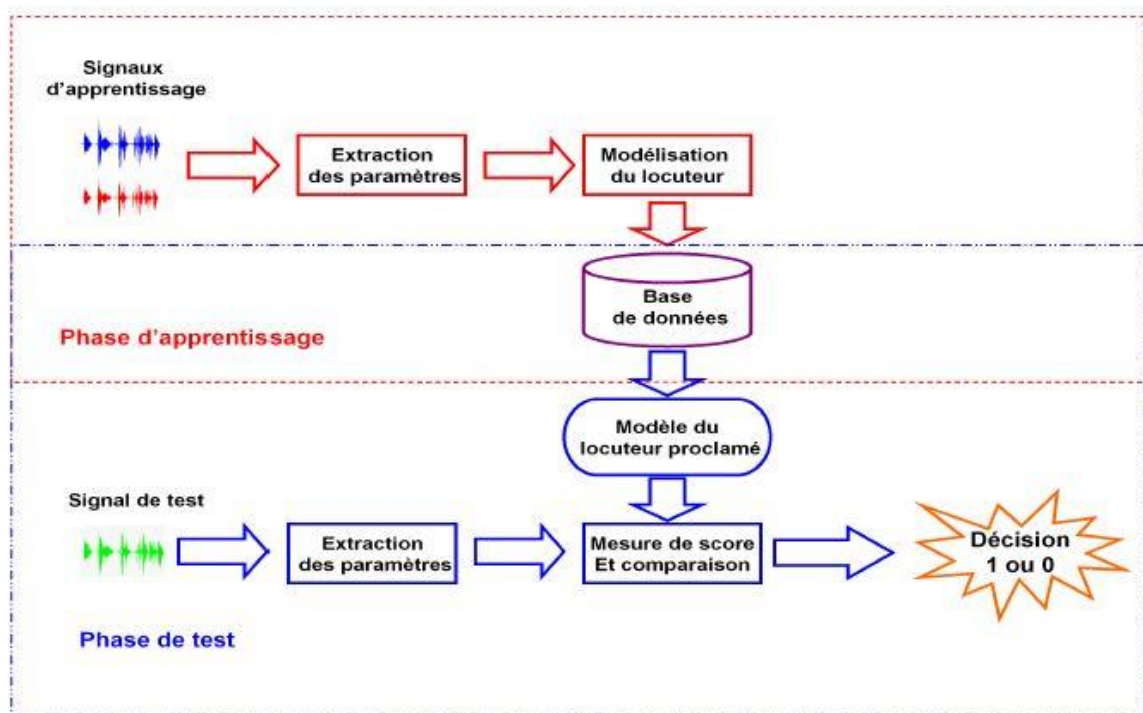 Signaux
d'apprentissage
Extraction
des paramètres
Modélisation
du locuteur
Base
de données
Phase d'apprentissage
Modèle du
locuteur proclamé
Signal de test
Extraction
des paramètres
Mesure de score
Et comparaison
Décision
1 ou 0
Phase de test